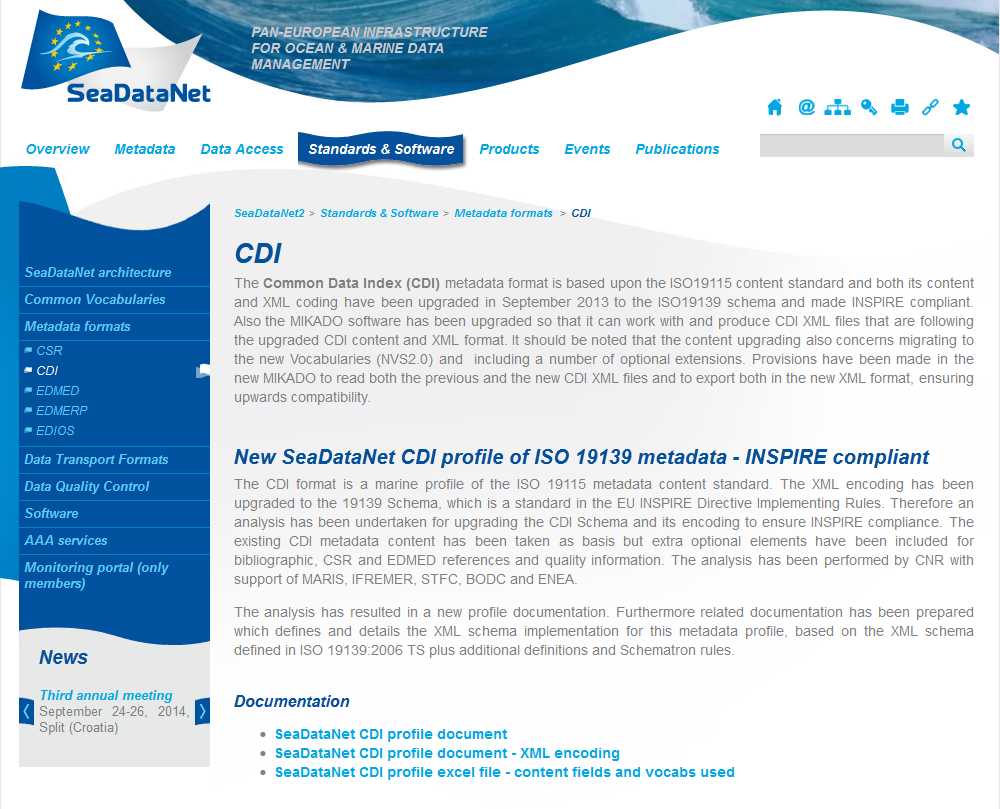 PAN-EUROPEAN INFRASTRUCTURE
FOR OCEAN & MARINE DATA
MANAGEMENT
SeaDataNet
Overview Metadata Data Access Standards & Software Products Events Publications
SeaDataNet2 > Standards & Software > Metadata formats > CDI
SeaDataNet architecture
Common Vocabularies
Metadata formats
CSR
CDI
EDMED
EDMERP
EDIOS
Data Transport Formats
Data Quality Control
Software
AAA services
Monitoring portal (only
members)
News
Third annual meeting
September 24-26, 2014,
Split (Croatia)
CDI
The Common Data Index (CDI) metadata format is based upon the ISO19115 content standard and both its content
and XML coding have been upgraded in September 2013 to the ISO19139 schema and made INSPIRE compliant.
Also the MIKADO software has been upgraded so that it can work with and produce CDI XML files that are following
the upgraded CDI content and XML format. It should be noted that the content upgrading also concerns migrating to
the new Vocabularies (NVS2.0) and including a number of optional extensions. Provisions have been made in the
new MIKADO to read both the previous and the new CDI XML files and to export both in the new XML format, ensuring
upwards compatibility.
New SeaDataNet CDI profile of ISO 19139 metadata - INSPIRE compliant
The CDI format is a marine profile of the ISO 19115 metadata content standard. The XML encoding has been
upgraded to the 19139 Schema, which is a standard in the EU INSPIRE Directive Implementing Rules. Therefore an
analysis has been undertaken for upgrading the CDI Schema and its encoding to ensure INSPIRE compliance. The
existing CDI metadata content has been taken as basis but extra optional elements have been included for
bibliographic, CSR and EDMED references and quality information. The analysis has been performed by CNR with
support of MARIS, IFREMER, STFC, BODC and ENEA.
The analysis has resulted in a new profile documentation. Furthermore related documentation has been prepared
which defines and details the XML schema implementation for this metadata profile, based on the XML schema
defined in ISO 19139:2006 TS plus additional definitions and Schematron rules.
Documentation
SeaDataNet CDI profile document
SeaDataNet CDI profile document - XML encoding
SeaDataNet CDI profile excel file - content fields and vocabs used